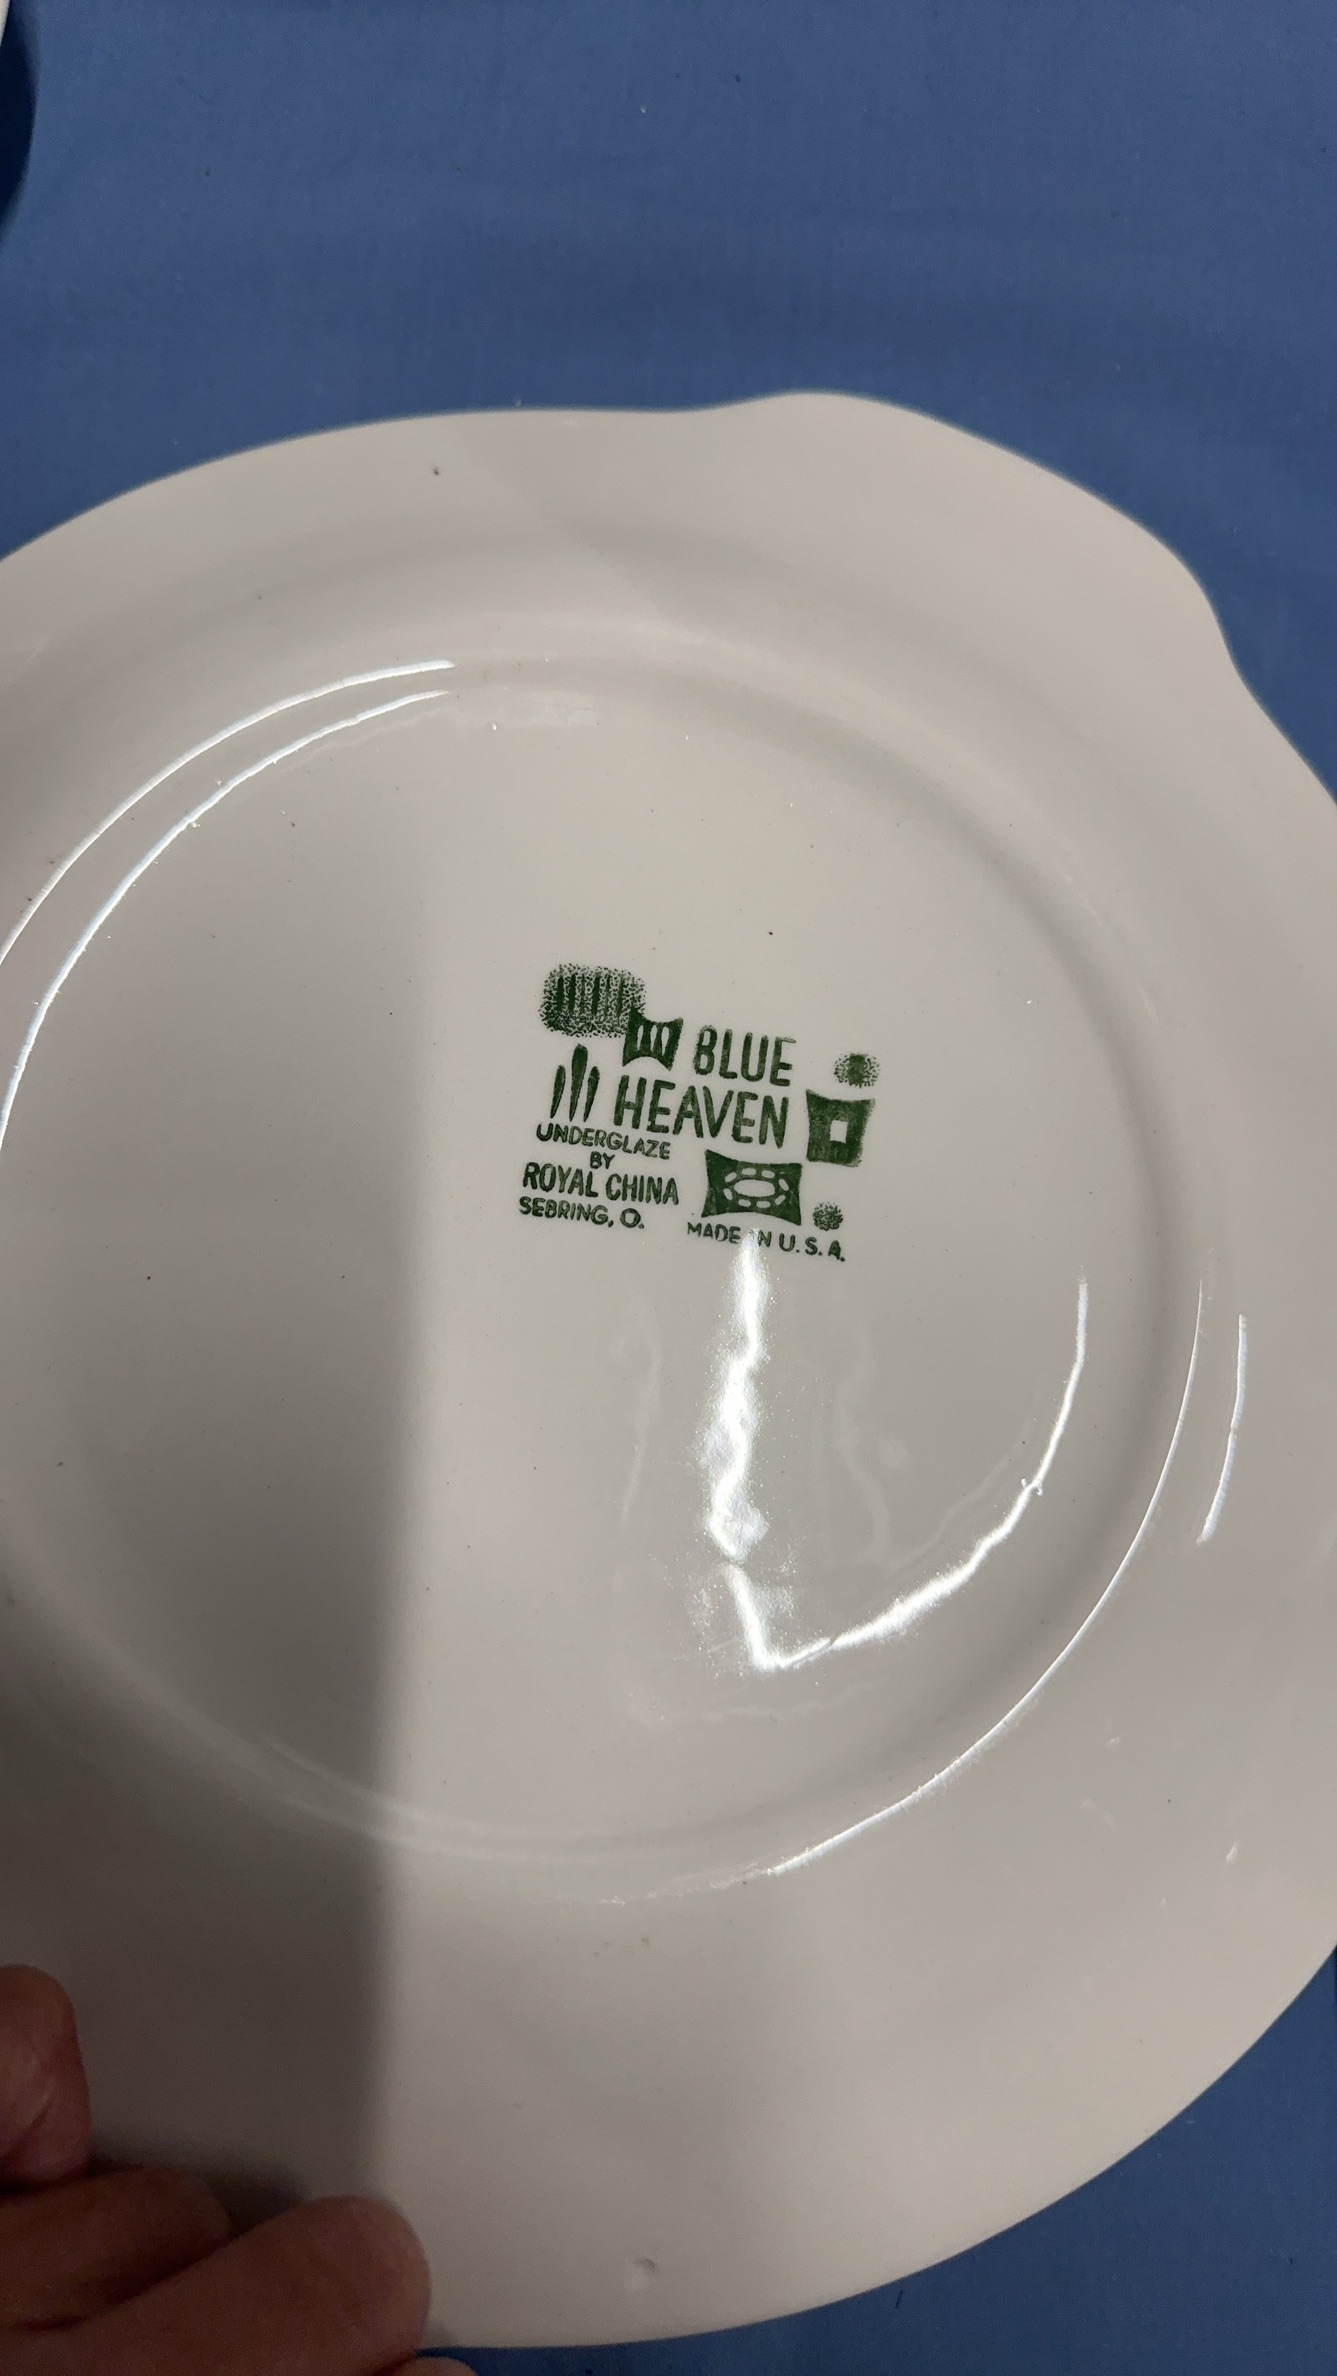 BLUE
HEAVEN
UNDERGLAZE
BY
ROYAL CHINA
SEBRING, O.
MADE IN U.S.A.